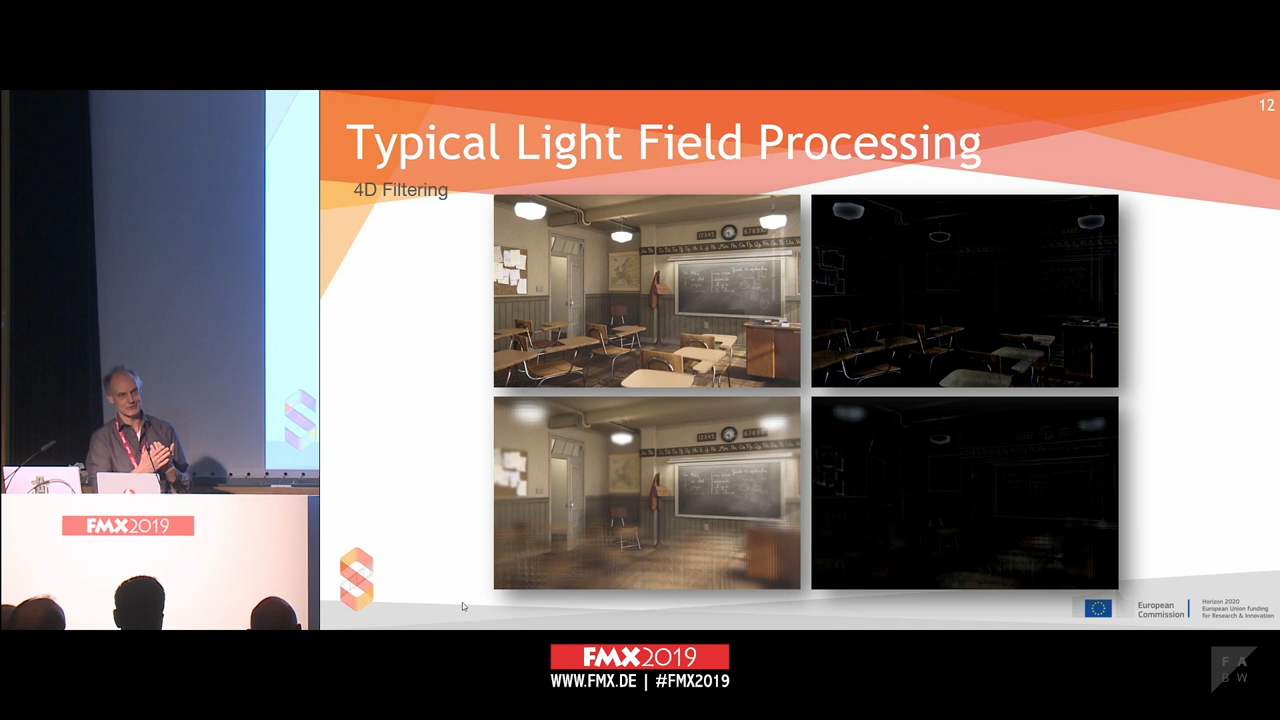 12
Typical Light Field Processing
4D Filtering
FMX2019
European
Commission
Horizon 2020
European Union funding
for Research & Innovation
FMX2019
WWW.FMX.DE | #FMX2019
F A
B W